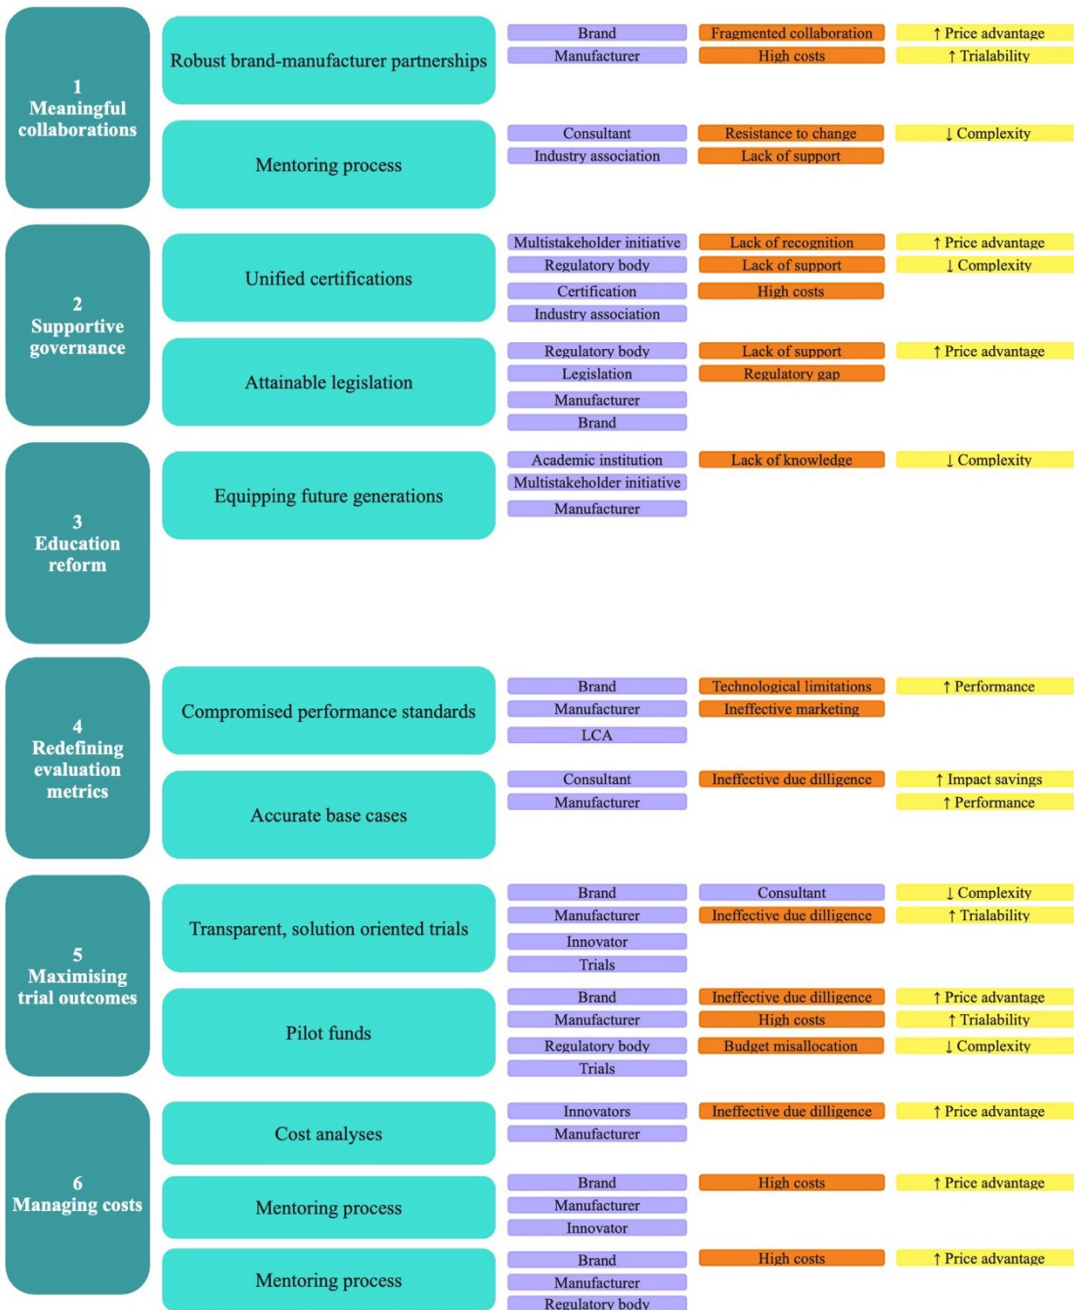 1
Meaningful
collaborations
Robust brand-manufacturer partnerships
Brand
Fragmented collaboration
↑ Price advantage
Manufacturer
High costs
↑ Trialability
Mentoring process
Consultant
Resistance to change
↓ Complexity
Industry association
Lack of support
2
Supportive
governance
Unified certifications
Multistakeholder initiative
Lack of recognition
↑ Price advantage
Regulatory body
Lack of support
↓ Complexity
Certification
High costs
Industry association
Attainable legislation
Regulatory body
Lack of support
↑ Price advantage
Legislation
Regulatory gap
Manufacturer
Brand
3
Education
reform
Equipping future generations
Academic institution
Lack of knowledge
↓ Complexity
Multistakeholder initiative
Manufacturer
4
Redefining
evaluation
metrics
Compromised performance standards
Brand
Technological limitations
↑ Performance
Manufacturer
Ineffective marketing
LCA
Accurate base cases
Consultant
Ineffective due dilligence
↑ Impact savings
Manufacturer
↑ Performance
5
Maximising
trial outcomes
Transparent, solution oriented trials
Brand
Consultant
↓ Complexity
Manufacturer
Ineffective due dilligence
↑ Trialability
Innovator
Trials
Pilot funds
Brand
Ineffective due dilligence
↑ Price advantage
Manufacturer
High costs
↑ Trialability
Regulatory body
Budget misallocation
↓ Complexity
Trials
6
Managing costs
Cost analyses
Innovators
Ineffective due dilligence
↑ Price advantage
Manufacturer
Mentoring process
Brand
High costs
↑ Price advantage
Manufacturer
Innovator
Mentoring process
Brand
High costs
↑ Price advantage
Manufacturer
Regulatory body